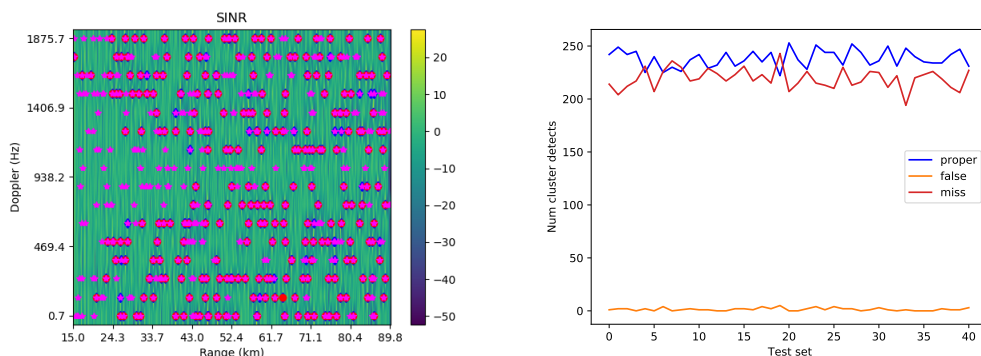 SINR
Doppler (Hz)
1875.7
1406.9
938.2
469.4
0.7
15.0 24.3 33.7 43.0 52.4 61.7 71.1 80.4 89.8
Range (km)
20
10
0
−10
−20
−30
−40
−50
Num cluster detects
250
200
150
100
50
0
proper
false
miss
0 5 10 15 20 25 30 35 40
Test set